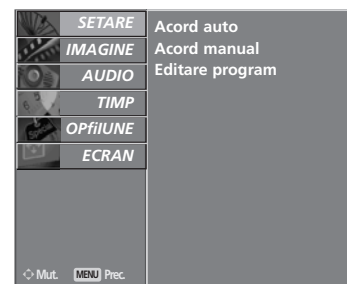 SETARE
IMAGINE
AUDIO
TIMP
OPfiIUNE
ECRAN
Acord auto
Acord manual
Editare program
Mut. MENU Prec.